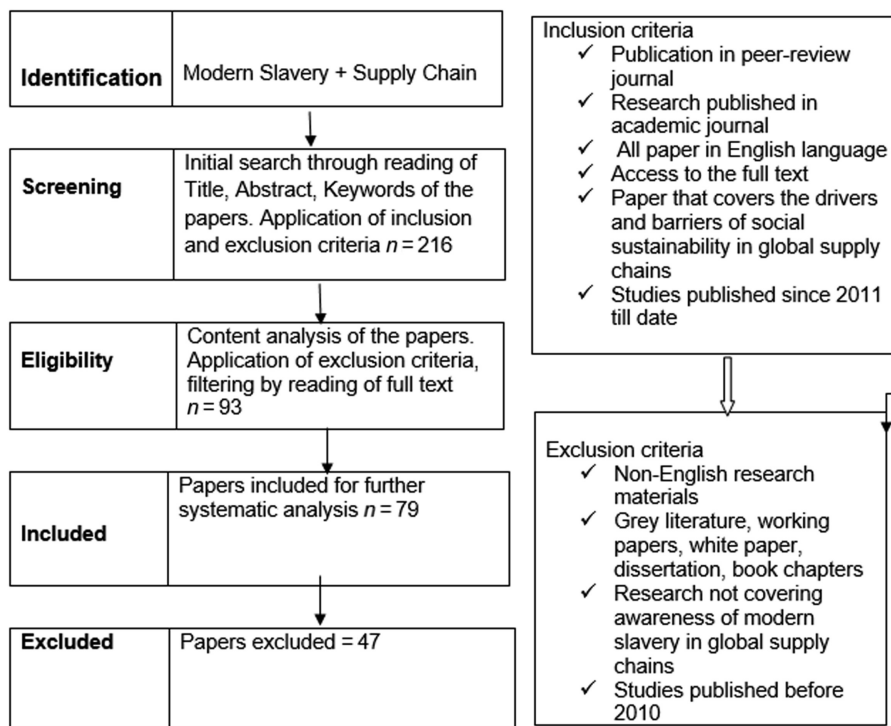 Identification
Modern Slavery + Supply Chain
Screening
Initial search through reading of
Title, Abstract, Keywords of the
papers. Application of inclusion
and exclusion criteria n = 216
Eligibility
Content analysis of the papers.
Application of exclusion criteria,
filtering by reading of full text
n = 93
Included
Papers included for further
systematic analysis n = 79
Excluded
Papers excluded = 47
Inclusion criteria
✓ Publication in peer-review
journal
✓ Research published in
academic journal
✓ All paper in English language
✓ Access to the full text
✓ Paper that covers the drivers
and barriers of social
sustainability in global supply
chains
✓ Studies published since 2011
till date
Exclusion criteria
✓ Non-English research
materials
✓ Grey literature, working
papers, white paper,
dissertation, book chapters
✓ Research not covering
awareness of modern
slavery in global supply
chains
✓ Studies published before
2010